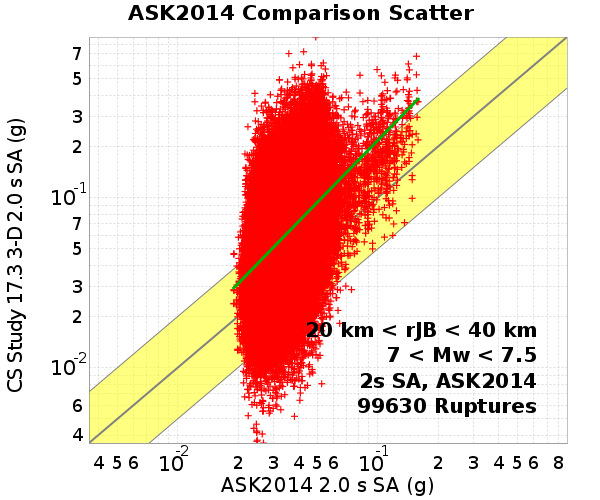 ASK2014 Comparison Scatter
CS Study 17.3 3-D 2.0 s SA (g)
7
5
3
2
10-1
7
5
3
2
10-2
6
4
20 km < rJB < 40 km
7 < Mw < 7.5
2s SA, ASK2014
99630 Ruptures
4 5 6 8 10-2 2 3 4 5 6 8 10-1 2 3 4 5 6 8
ASK2014 2.0 s SA (g)